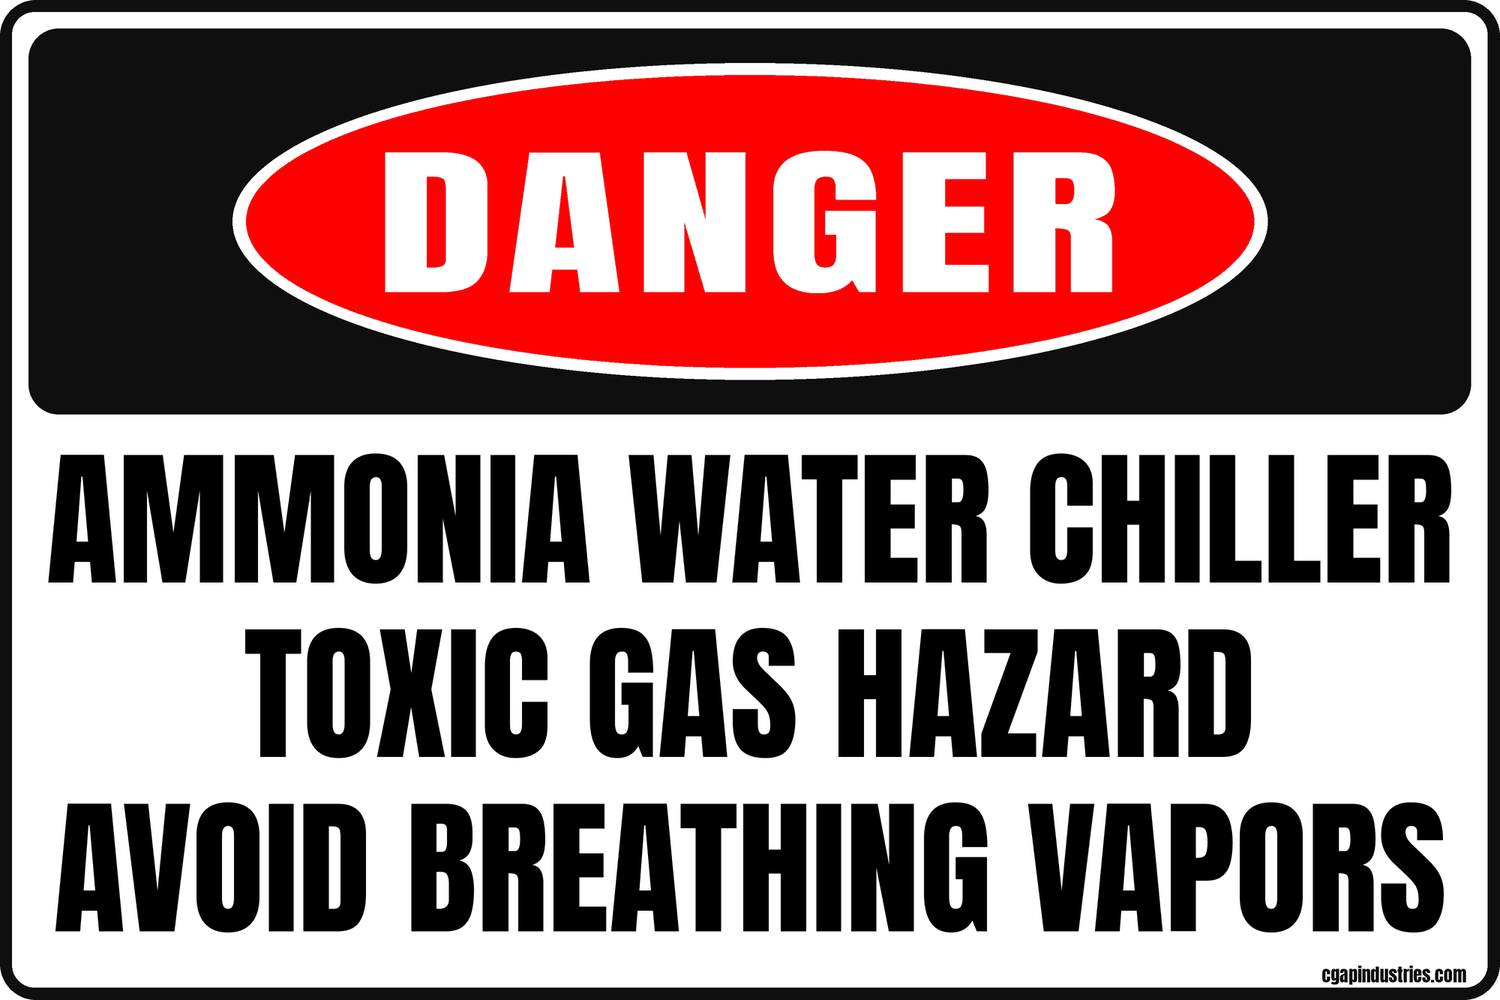 DANGER
AMMONIA WATER CHILLER
TOXIC GAS HAZARD
AVOID BREATHING VAPORS
cgapindustries.com